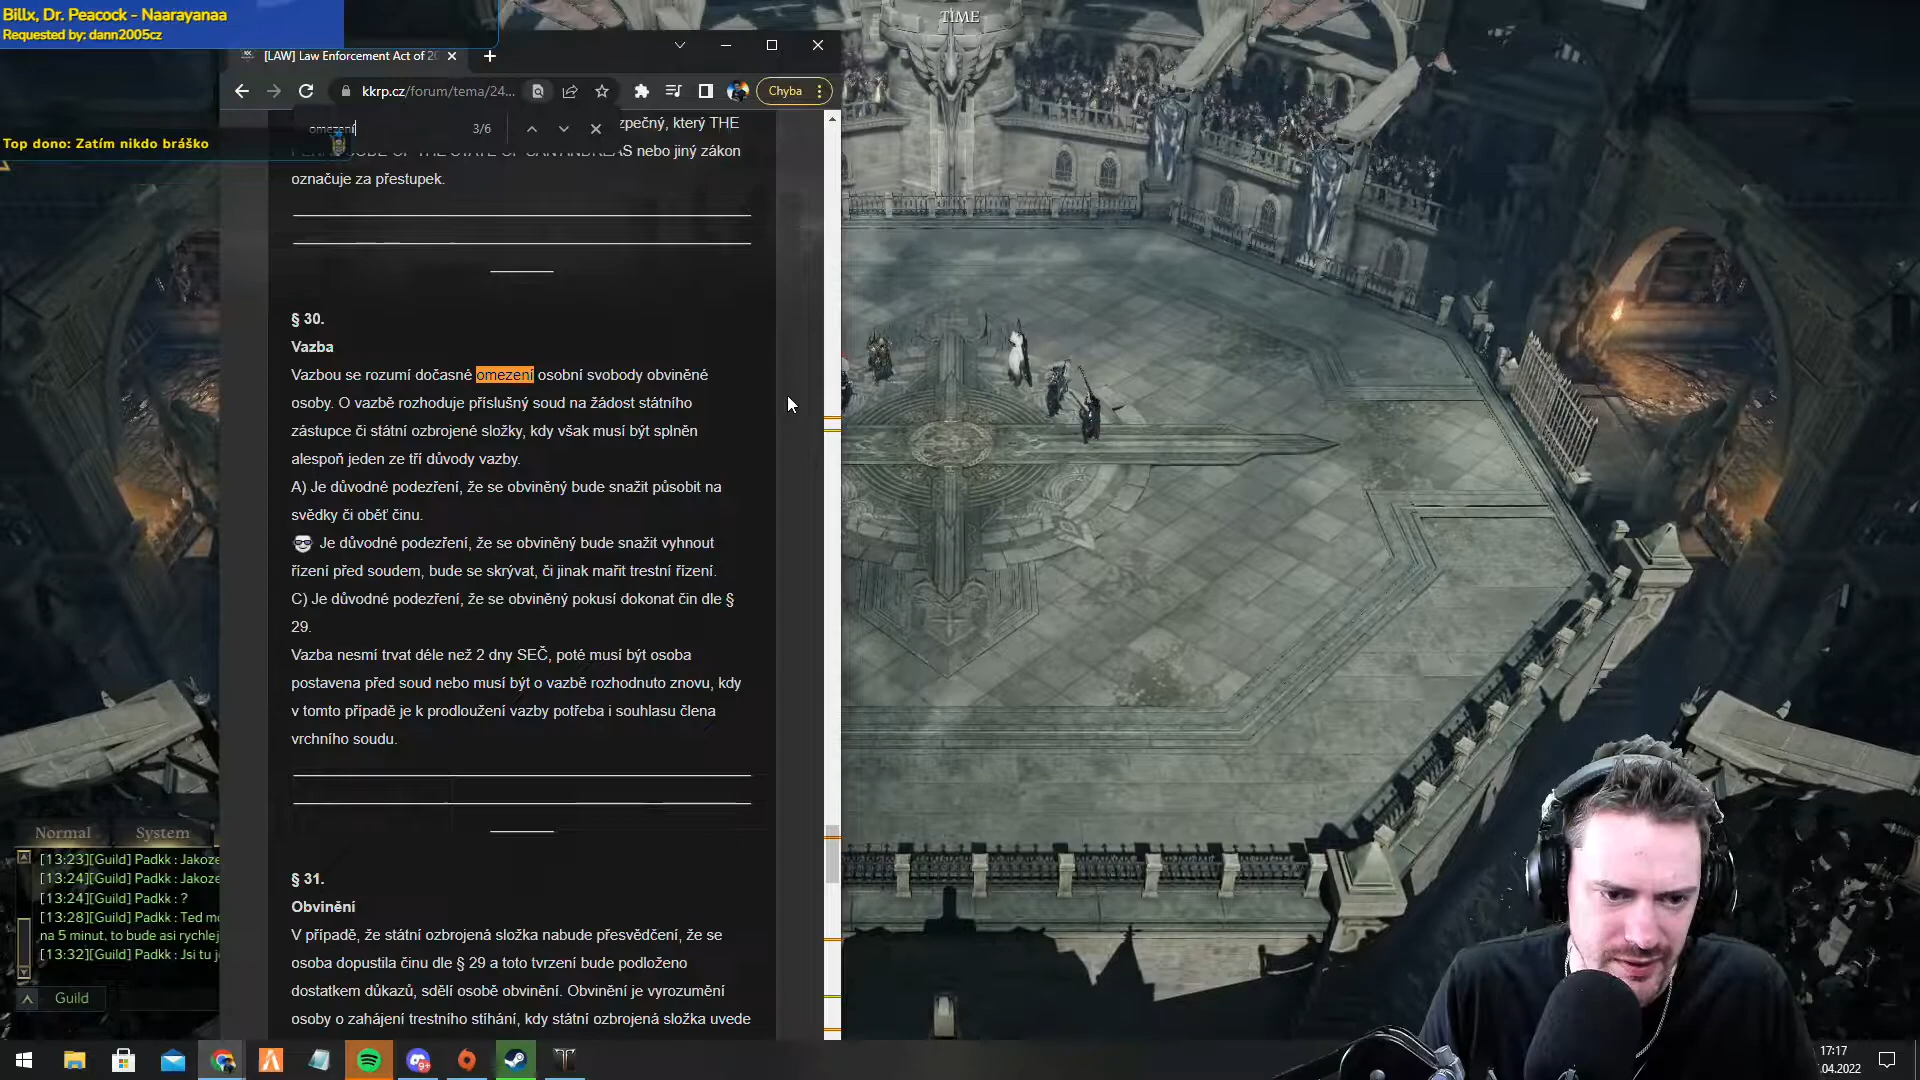 Billx, Dr. Peacock - Naarayanaa
Requested by: dann2005cz
TIME
[LAW] Law Enforcement Act of 20
kkrp.cz/forum/tema/24...
Chyba
omezení
3/6
Top dono: Zatím nikdo bráško
zpečný, který THE
PENAL CODE OF THE STATE OF SAN ANDREAS nebo jiný zákon
označuje za přestupek.
§ 30.
Vazba
Vazbou se rozumí dočasné omezení osobní svobody obviněné
osoby. O vazbě rozhoduje příslušný soud na žádost státního
zástupce či státní ozbrojené složky, kdy však musí být splněn
alespoň jeden ze tří důvody vazby.
A) Je důvodné podezření, že se obviněný bude snažit působit na
svědky či oběť činu.
Je důvodné podezření, že se obviněný bude snažit vyhnout
řízení před soudem, bude se skrývat, či jinak mařit trestní řízení.
C) Je důvodné podezření, že se obviněný pokusí dokonat čin dle §
29.
Vazba nesmí trvat déle než 2 dny SEČ, poté musí být osoba
postavena před soud nebo musí být o vazbě rozhodnuto znovu, kdy
v tomto případě je k prodloužení vazby potřeba i souhlasu člena
vrchního soudu.
§ 31.
Obvinění
V případě, že státní ozbrojená složka nabude přesvědčení, že se
osoba dopustila činu dle § 29 a toto tvrzení bude podloženo
dostatkem důkazů, sdělí osobě obvinění. Obvinění je vyrozumění
osoby o zahájení trestního stíhání, kdy státní ozbrojená složka uvede
Normal System
[13:23][Guild] Padkk : Jakoze
[13:24][Guild] Padkk : Jakoze
[13:24][Guild] Padkk : ?
[13:28][Guild] Padkk : Ted mo
na 5 minut, to bude asi rychlej
[13:32][Guild] Padkk : Jsi tu j
Guild
17:17
.04.2022